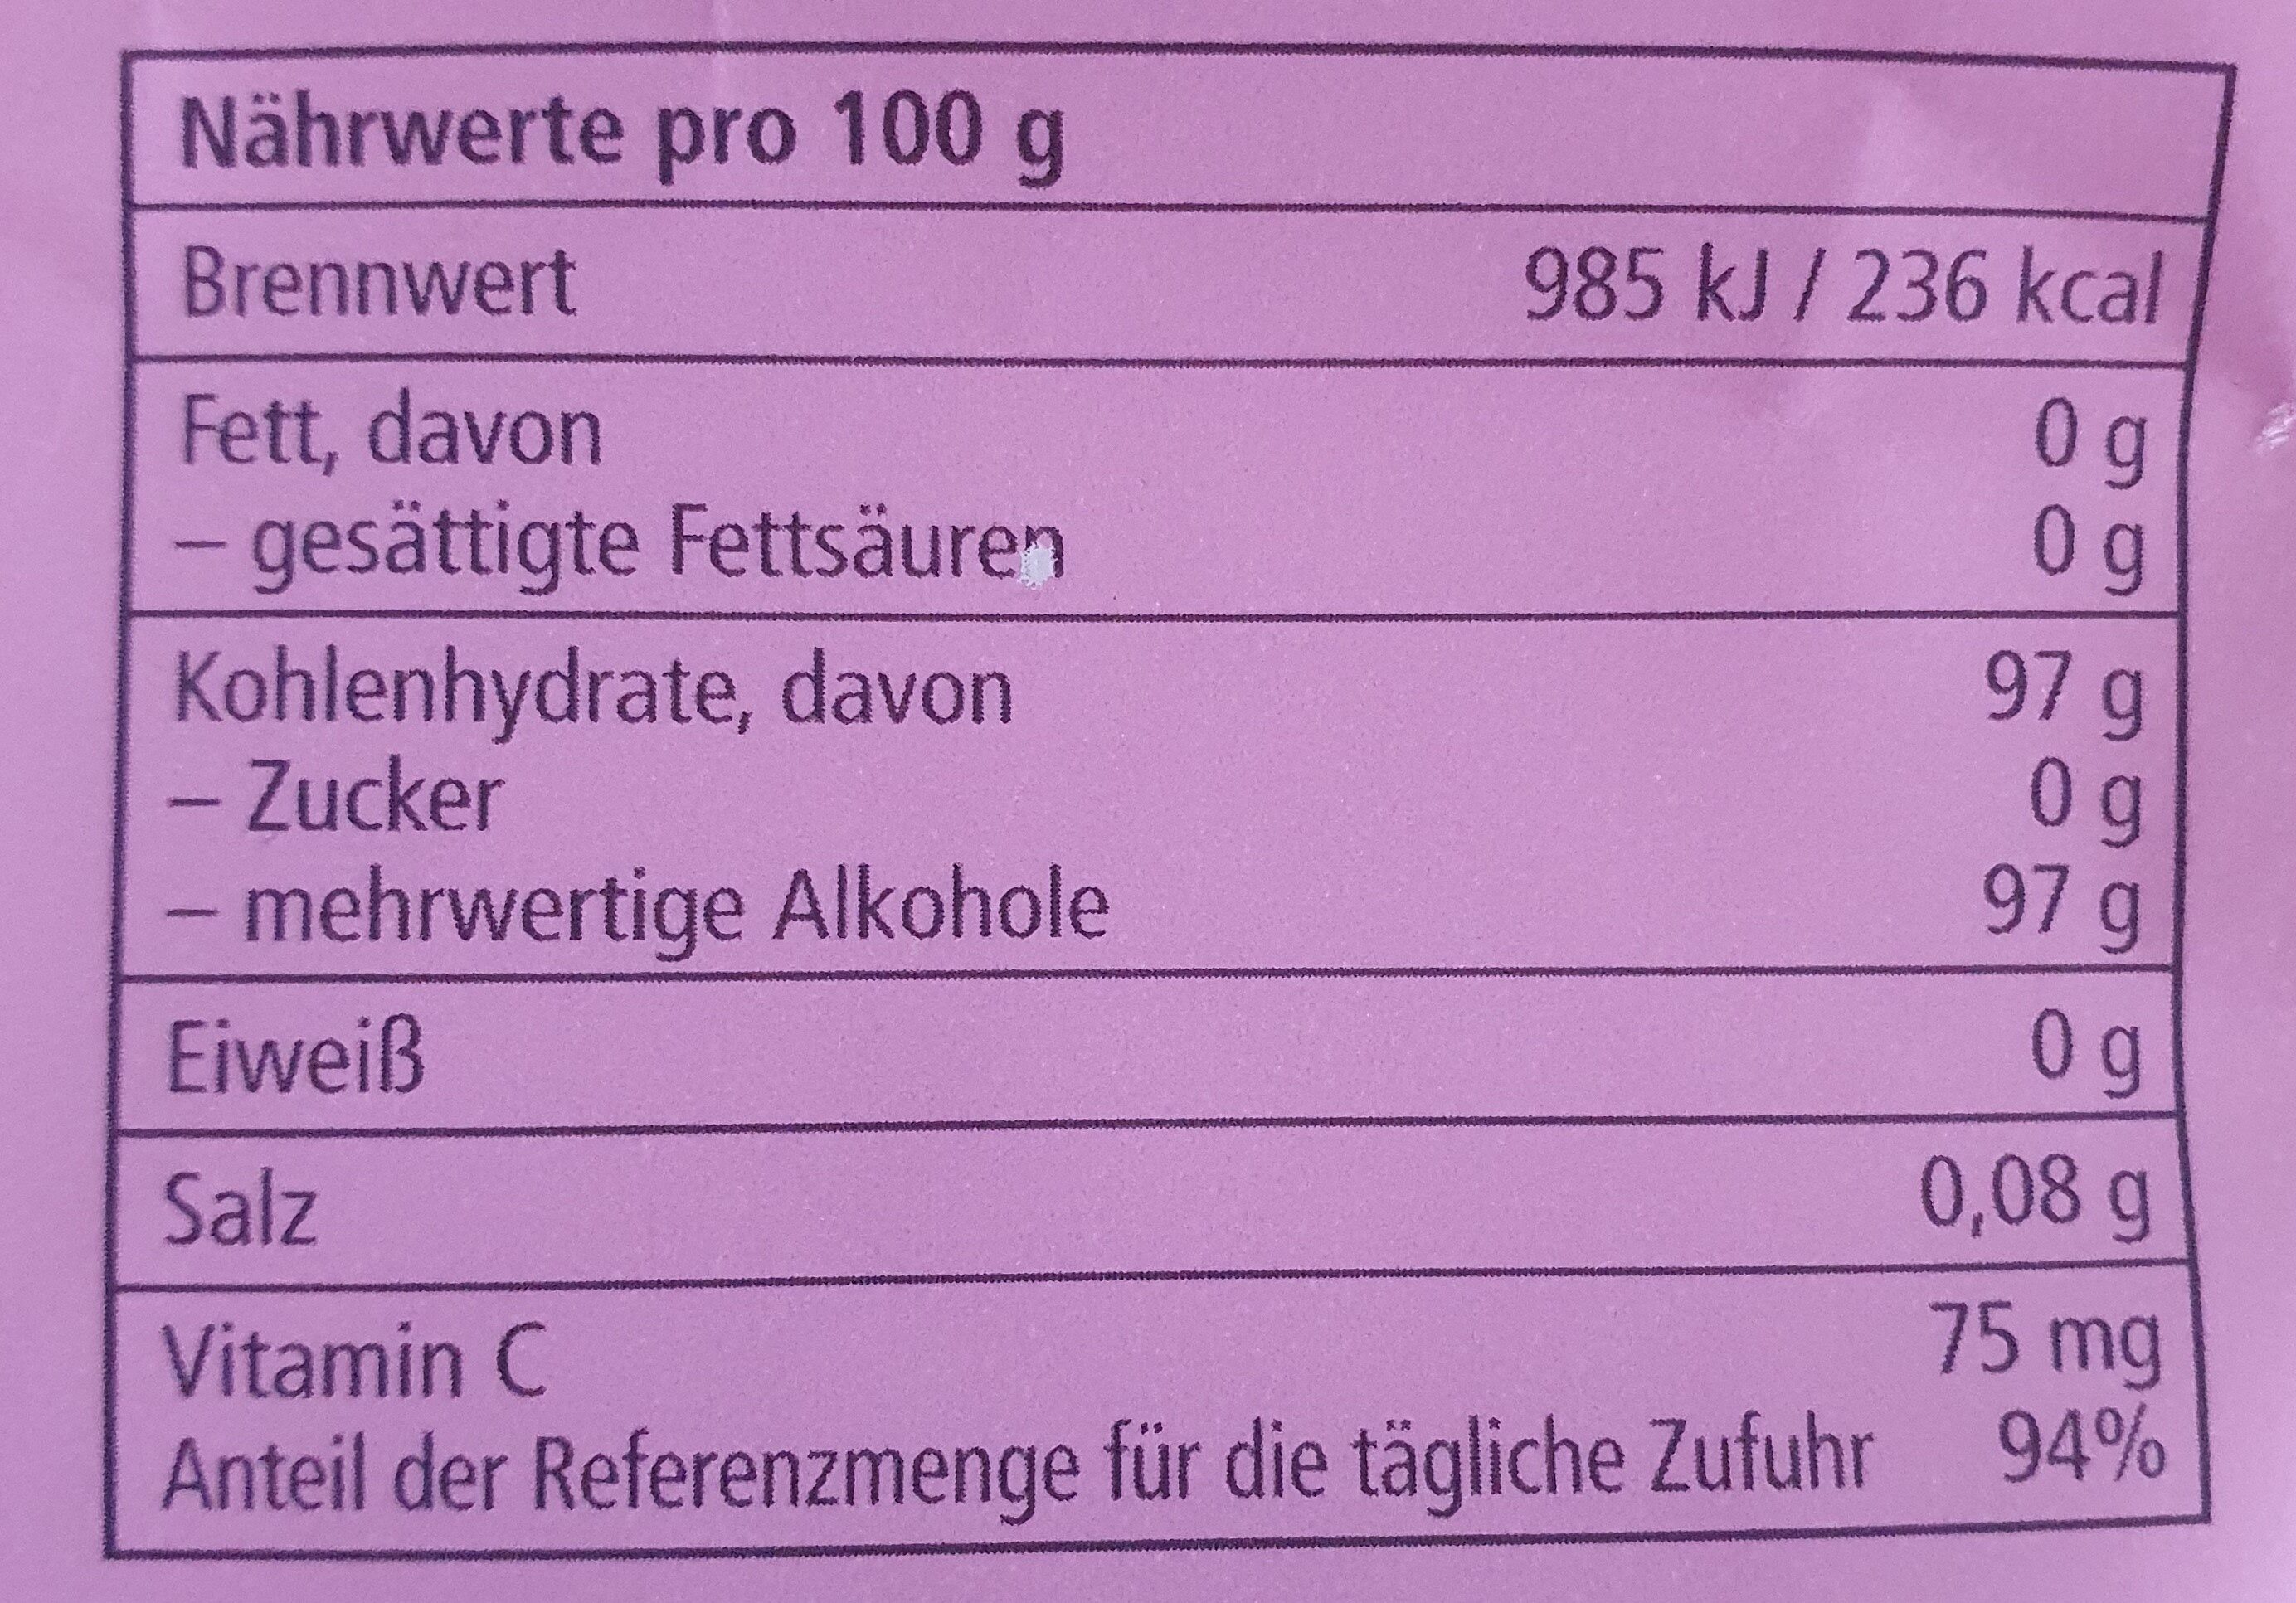 Nährwerte pro 100 g
Brennwert 985 kJ / 236 kcal
Fett, davon 0 g
– gesättigte Fettsäuren 0 g
Kohlenhydrate, davon 97 g
– Zucker 0 g
– mehrwertige Alkohole 97 g
Eiweiß 0 g
Salz 0,08 g
Vitamin C 75 mg
Anteil der Referenzmenge für die tägliche Zufuhr 94%